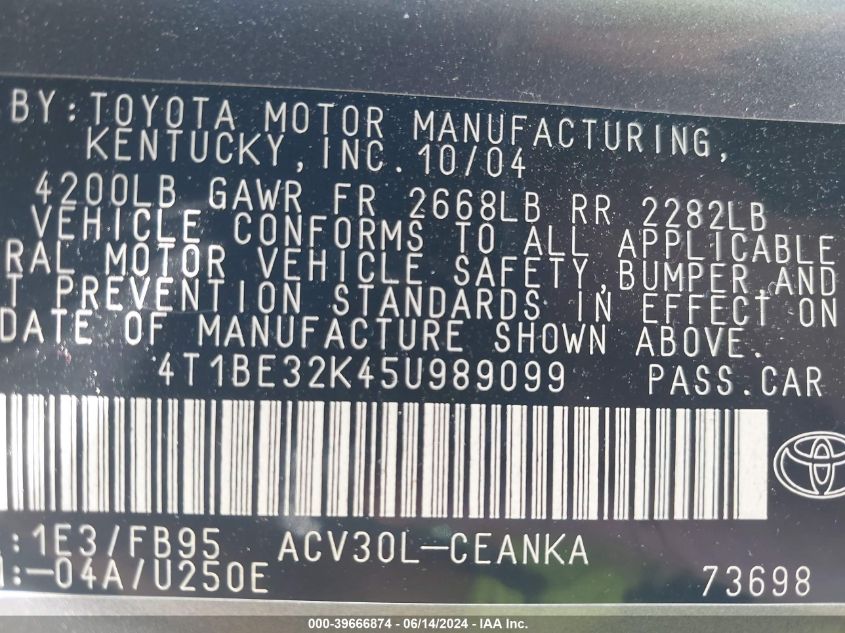 BY: TOYOTA MOTOR MANUFACTURING,
KENTUCKY, INC. 10/04
4200LB GAWR FR 2668LB RR 2282LB
VEHICLE CONFORMS TO ALL APPLICABLE
RAL MOTOR VEHICLE SAFETY, BUMPER, AND
T PREVENTION STANDARDS IN EFFECT ON
DATE OF MANUFACTURE SHOWN ABOVE.
4T1BE32K45U989099 PASS.CAR
:1E3/FB95 ACV30L-CEANKA
:-04A/U250E 73698
000-39666874 / 06/14/2024 - IAA Inc.